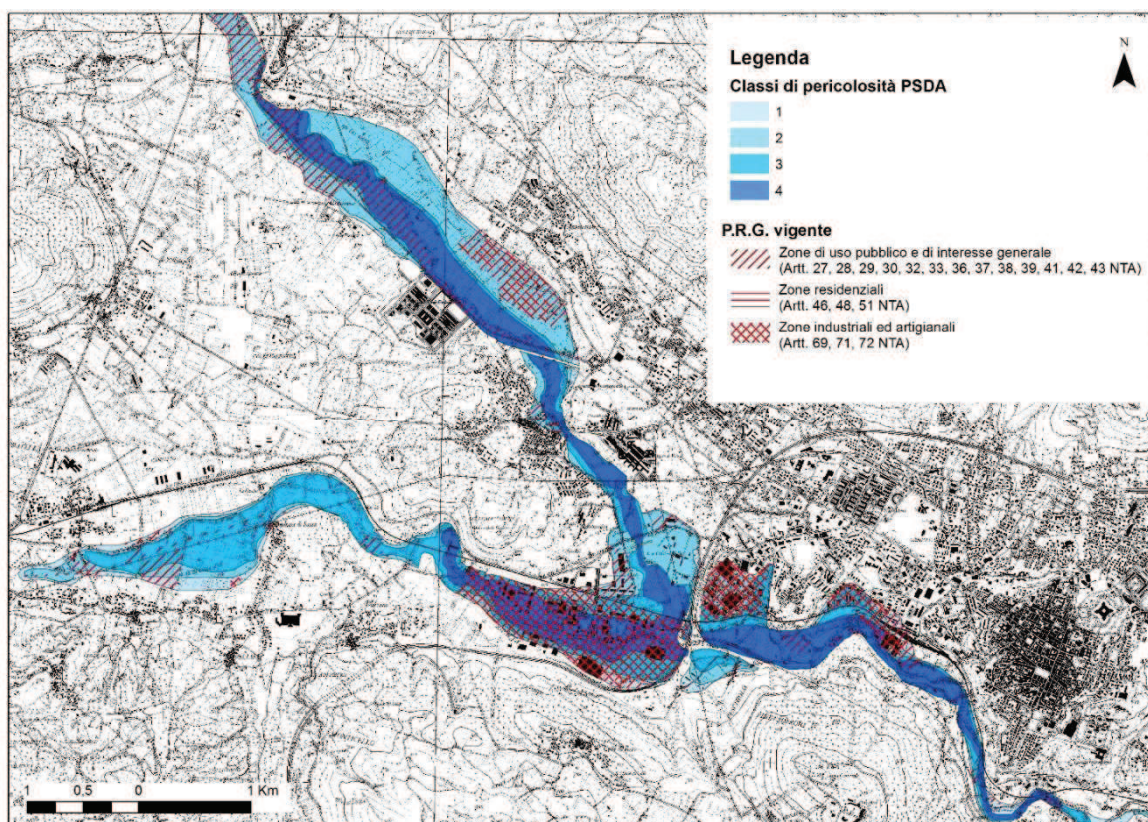 N
Legenda
Classi di pericolosità PSDA
1
2
3
4
P.R.G. vigente
Zone di uso pubblico e di interesse generale
(Artt. 27, 28, 29, 30, 32, 33, 36, 37, 38, 39, 41, 42, 43 NTA)
Zone residenziali
(Artt. 46, 48, 51 NTA)
Zone industriali ed artigianali
(Artt. 69, 71, 72 NTA)
1 0.5 0 1 Km